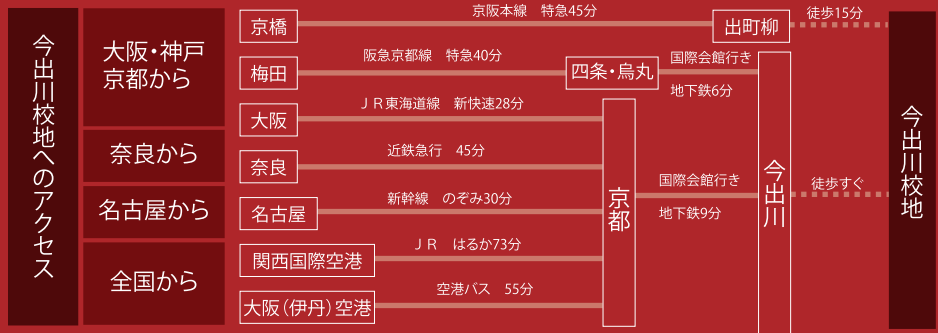 今出川校地へのアクセス
大阪・神戸
京都から
奈良から
名古屋から
全国から
京橋
京阪本線　特急45分
出町柳
徒歩15分
梅田
阪急京都線　特急40分
四条・烏丸
国際会館行き
地下鉄6分
大阪
ＪＲ東海道線　新快速28分
奈良
近鉄急行　45分
名古屋
新幹線　のぞみ30分
関西国際空港
ＪＲ　はるか73分
大阪（伊丹）空港
空港バス　55分
京都
国際会館行き
地下鉄9分
今出川
徒歩すぐ
今出川校地